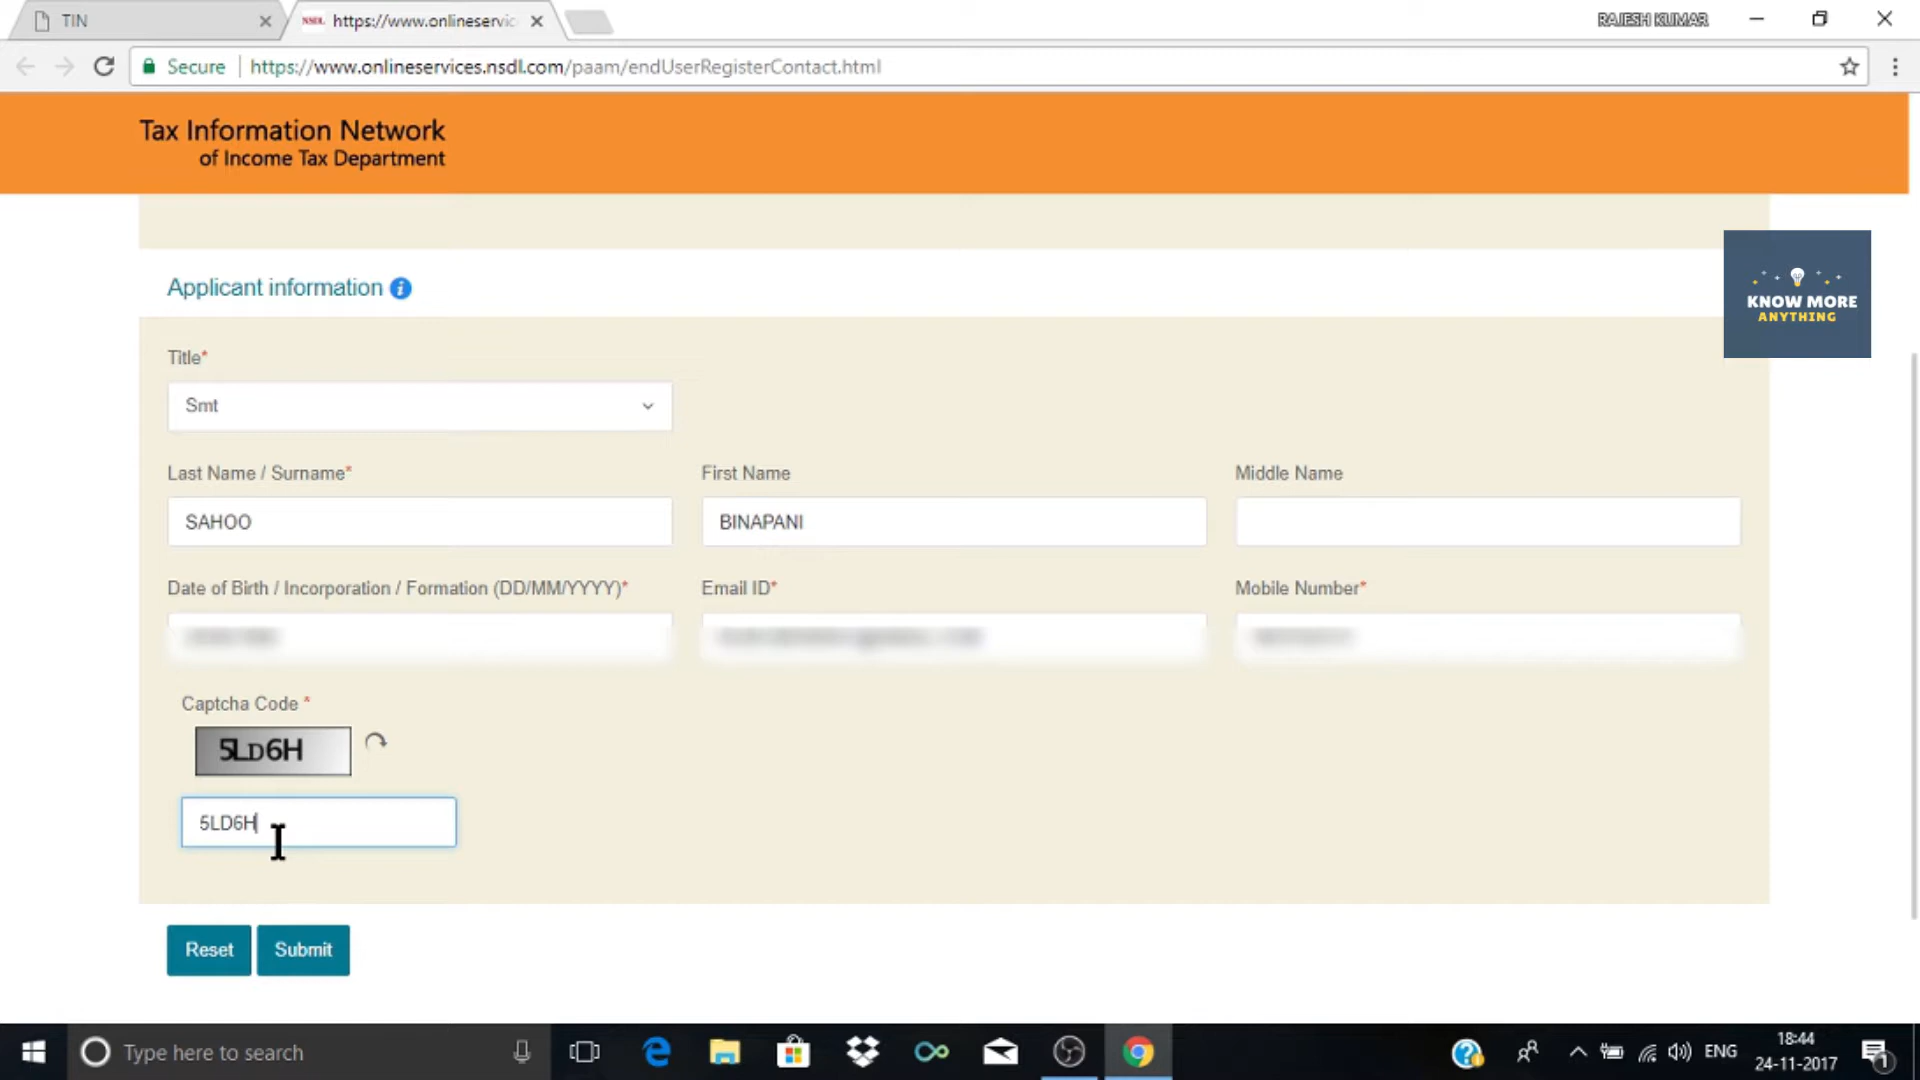 TIN
NSDL https://www.onlineservic
RAJESH KUMAR
Secure https://www.onlineservices.nsdl.com/paam/endUserRegisterContact.html
Tax Information Network
of Income Tax Department
KNOW MORE
ANYTHING
Applicant information
Title*
Smt
Last Name / Surname* First Name Middle Name
SAHOO BINAPANI
Date of Birth / Incorporation / Formation (DD/MM/YYYY)* Email ID* Mobile Number*
Captcha Code *
5LD6H
5LD6H
Reset Submit
Type here to search
ENG
18:44
24-11-2017
1